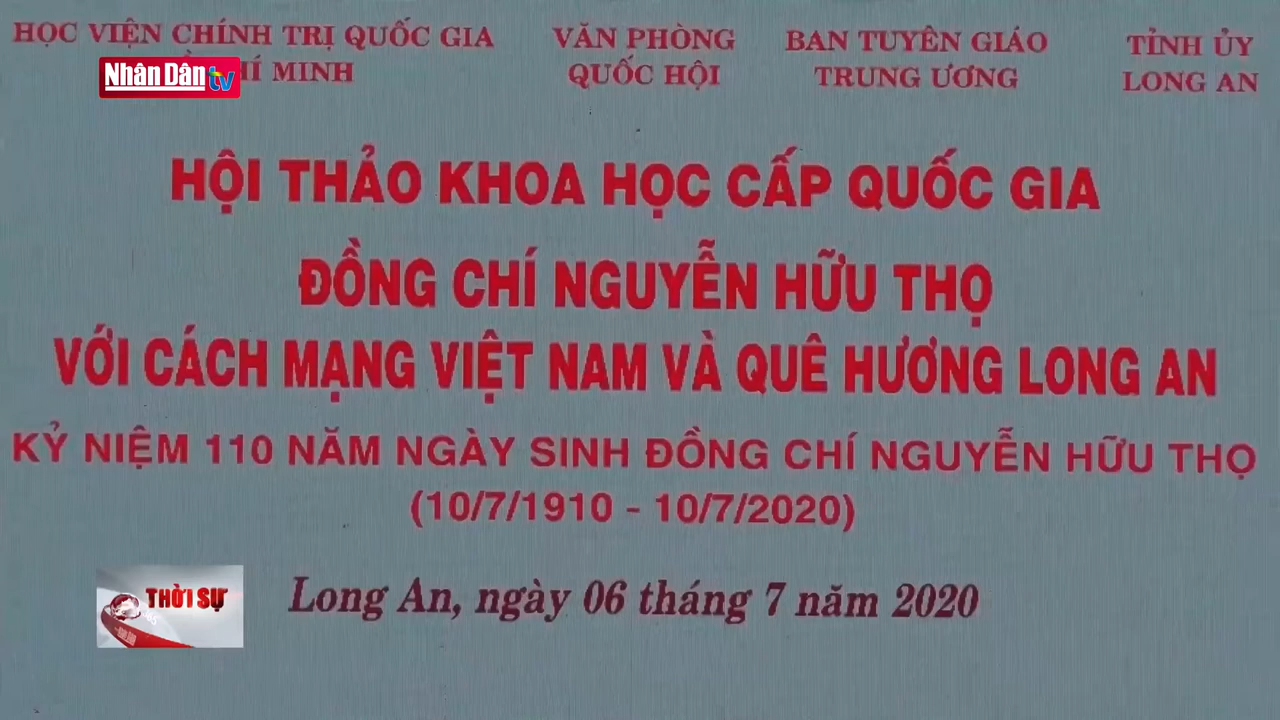 HỌC VIỆN CHÍNH TRỊ QUỐC GIA
HÍ MINH
VĂN PHÒNG
QUỐC HỘI
BAN TUYÊN GIÁO
TRUNG ƯƠNG
TỈNH ỦY
LONG AN
Nhân Dân tv
HỘI THẢO KHOA HỌC CẤP QUỐC GIA
ĐỒNG CHÍ NGUYỄN HỮU THỌ
VỚI CÁCH MẠNG VIỆT NAM VÀ QUÊ HƯƠNG LONG AN
KỶ NIỆM 110 NĂM NGÀY SINH ĐỒNG CHÍ NGUYỄN HỮU THỌ
(10/7/1910 - 10/7/2020)
THỜI SỰ
Long An, ngày 06 tháng 7 năm 2020